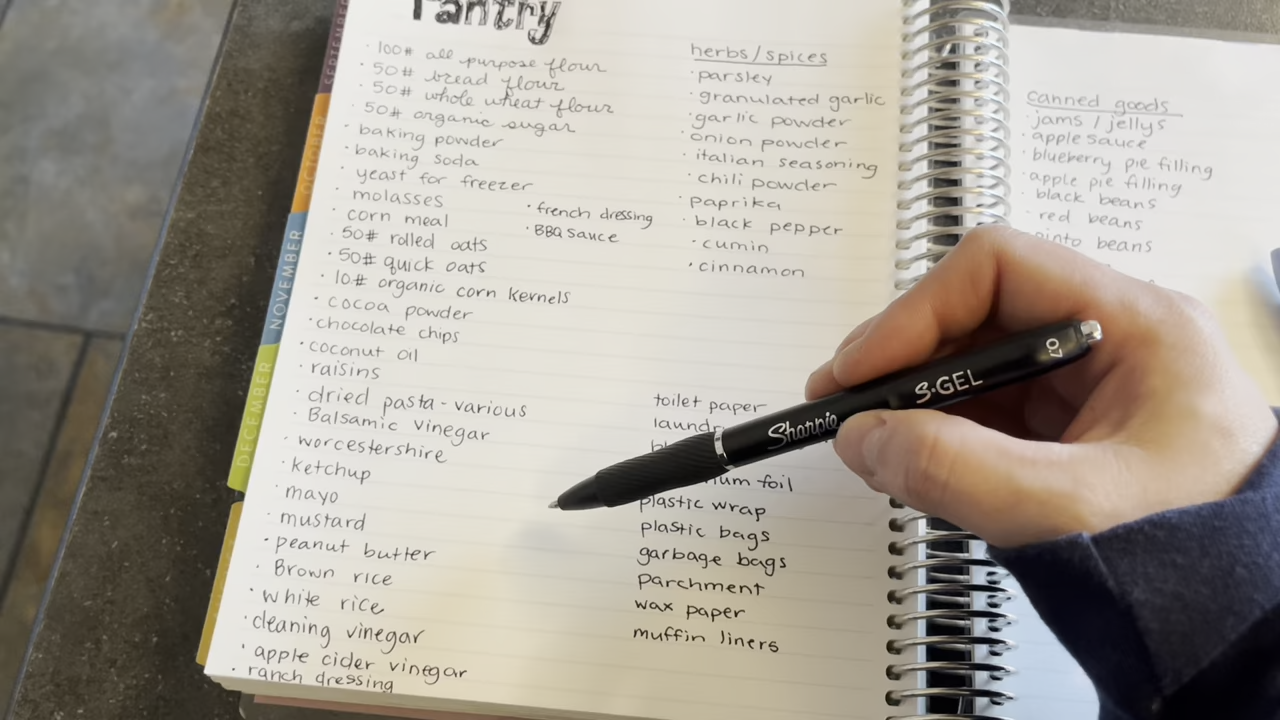 Pantry
· 100# all purpose flour
· 50# bread flour
· 50# whole wheat flour
· 50# organic sugar
· baking powder
· baking soda
· yeast for freezer
· molasses
· corn meal
· 50# rolled oats
· 50# quick oats
· 10# organic corn kernels
· cocoa powder
· chocolate chips
· coconut oil
· raisins
· dried pasta - various
· Balsamic vinegar
· worcestershire
· ketchup
· mayo
· mustard
· peanut butter
· Brown rice
· white rice
· cleaning vinegar
· apple cider vinegar
· ranch dressing
· french dressing
· BBQ sauce
herbs/spices
· parsley
· granulated garlic
· garlic powder
· onion powder
· italian seasoning
· chili powder
· paprika
· black pepper
· cumin
· cinnamon
toilet paper
foil
plastic wrap
plastic bags
garbage bags
parchment
wax paper
muffin liners
canned goods
· jams / jellys
· apple sauce
· blueberry pie filling
· apple pie filling
· black beans
· red beans
pinto beans
SEPTEMBER
OCTOBER
NOVEMBER
DECEMBER
Sharpie
S·GEL
07